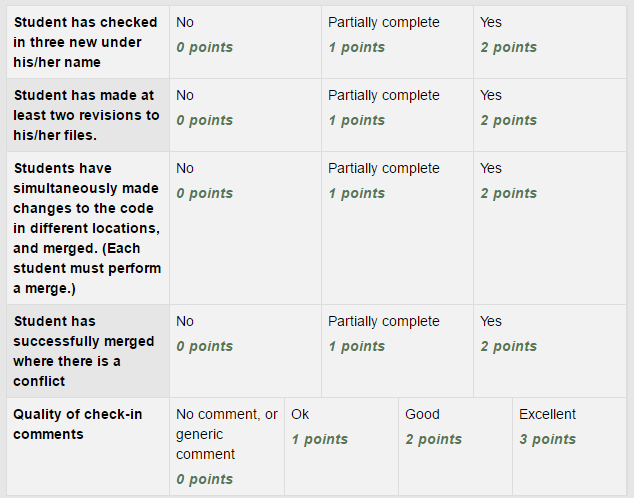 Student has checked
in three new under
his/her name
No
0 points
Partially complete
1 points
Yes
2 points
Student has made at
least two revisions to
his/her files.
No
0 points
Partially complete
1 points
Yes
2 points
Students have
simultaneously made
changes to the code
in different locations,
and merged. (Each
student must perform
a merge.)
No
0 points
Partially complete
1 points
Yes
2 points
Student has
successfully merged
where there is a
conflict
No
0 points
Partially complete
1 points
Yes
2 points
Quality of check-in
comments
No comment, or
generic
comment
0 points
Ok
1 points
Good
2 points
Excellent
3 points